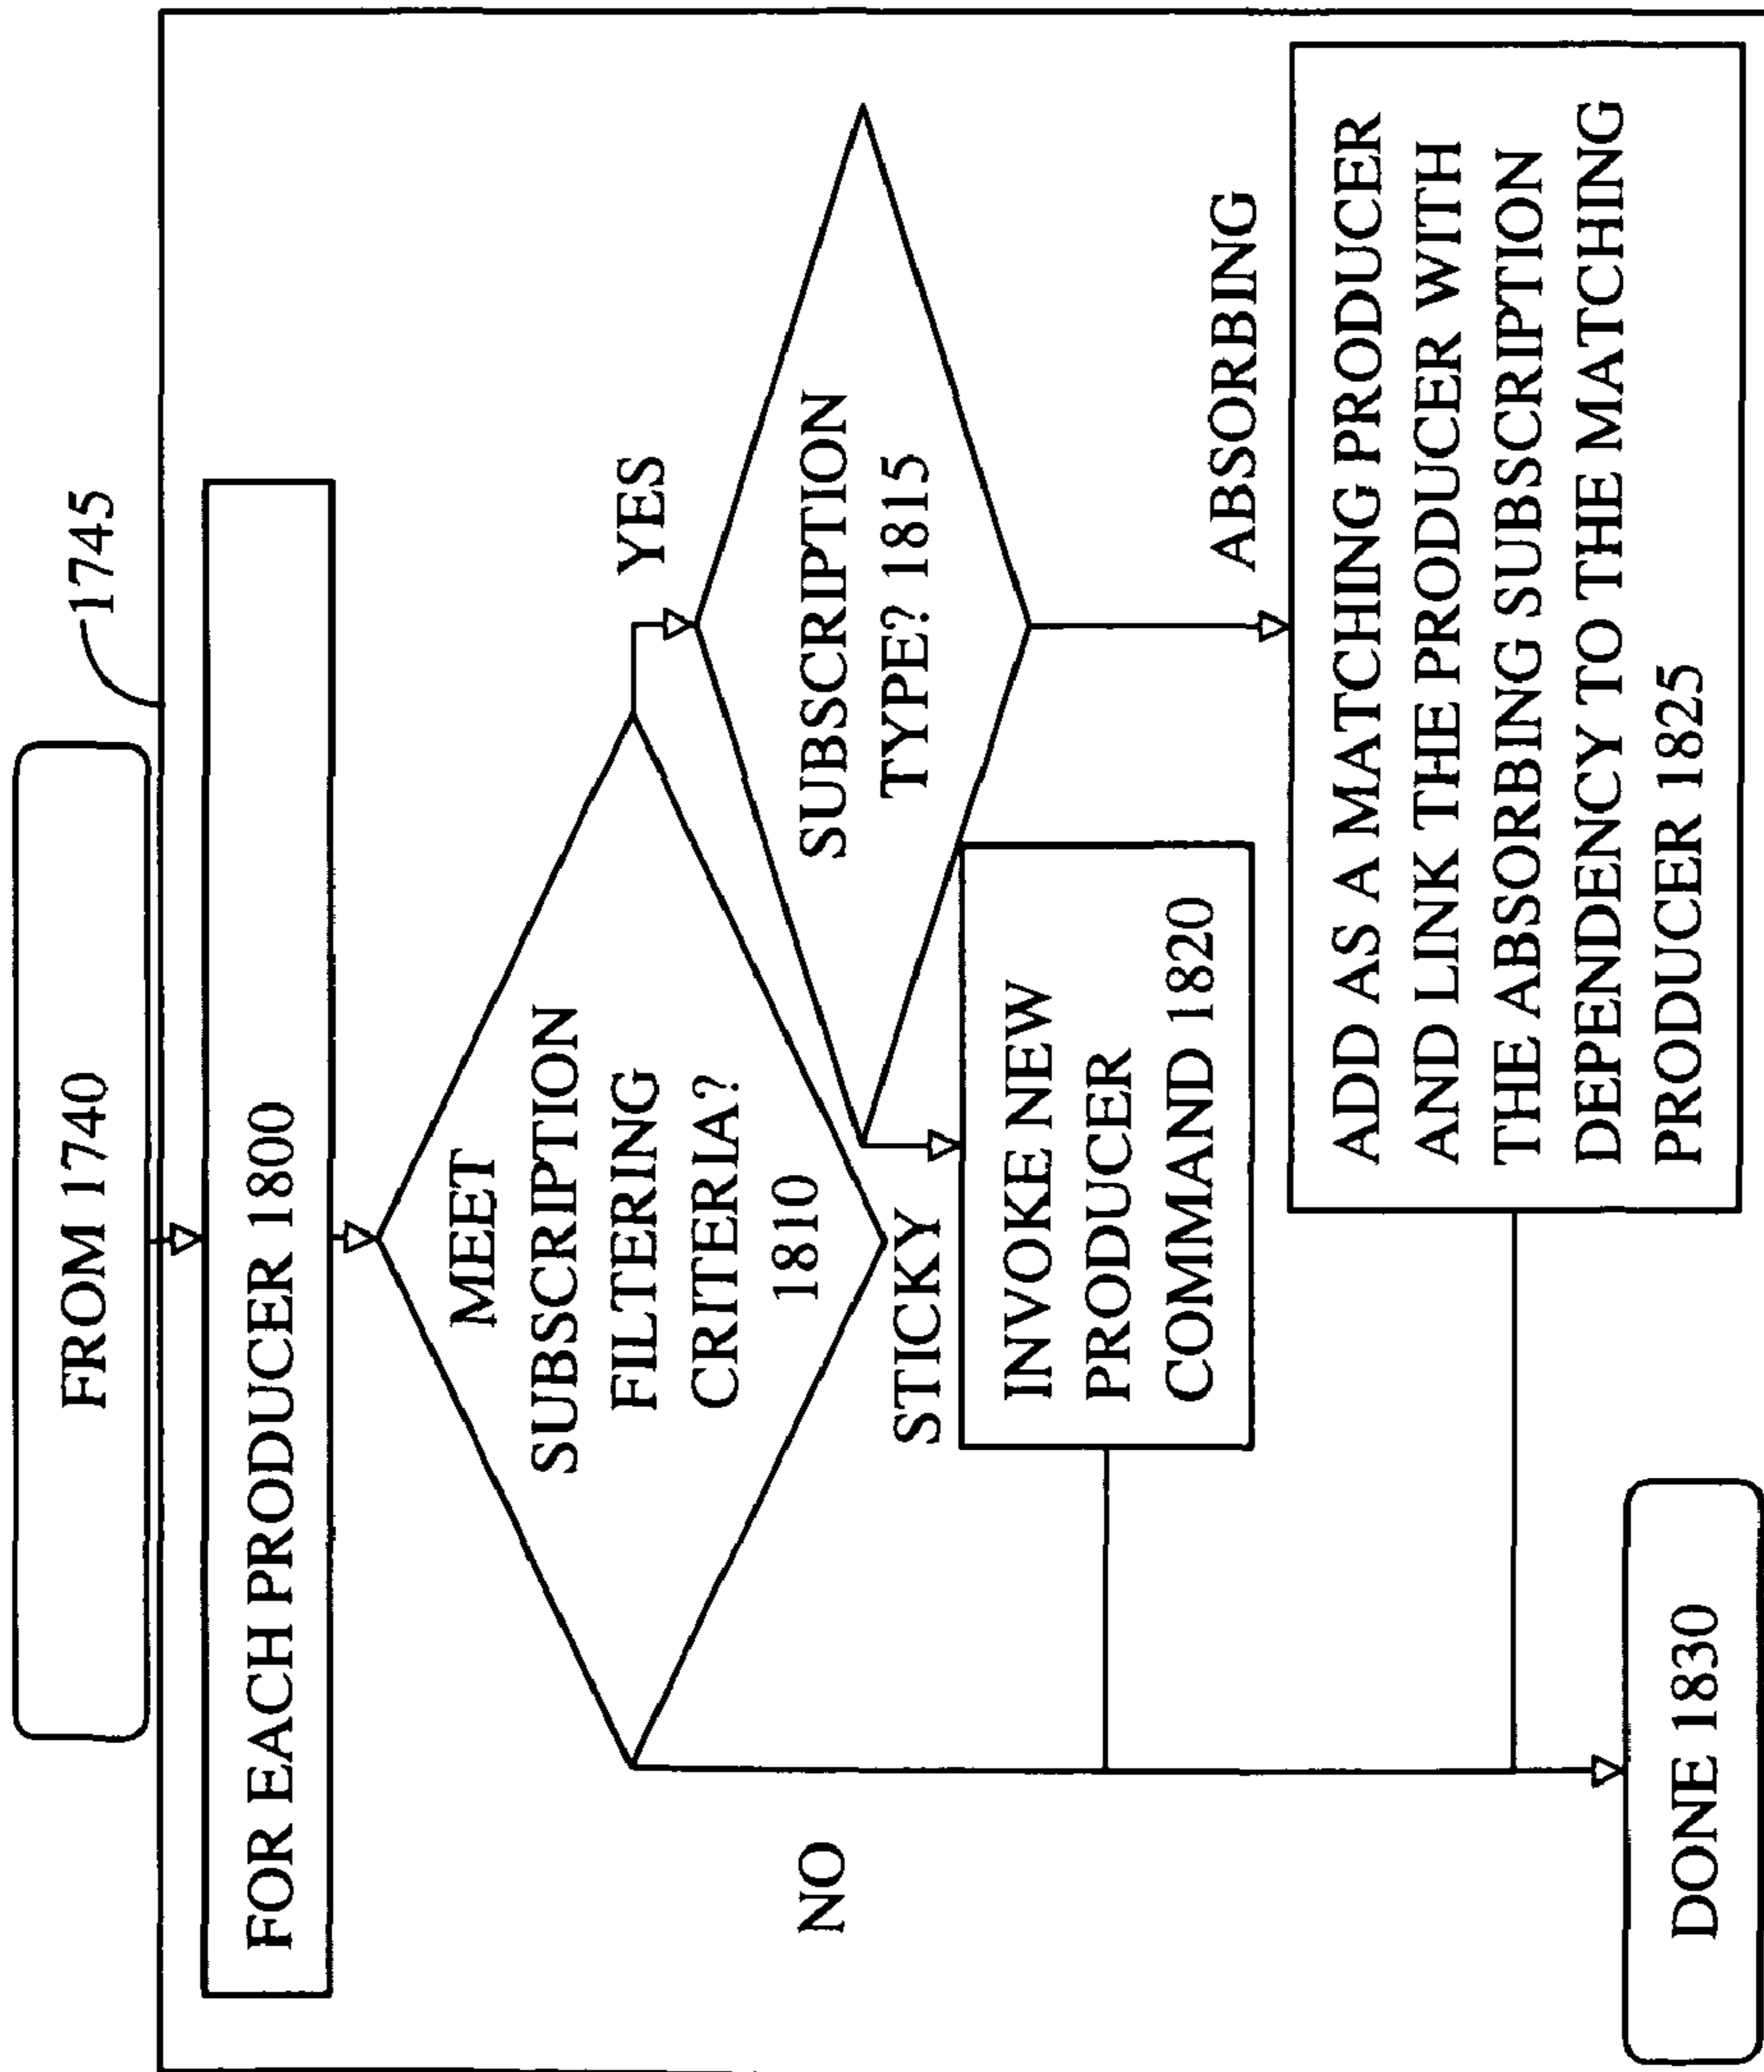 FROM 1740
1745
FOR EACH PRODUCER 1800
MEET
SUBSCRIPTION
FILTERING
CRITERIA?
1810
YES
NO
SUBSCRIPTION
TYPE? 1815
STICKY
INVOKE NEW
PRODUCER
COMMAND 1820
ABSORBING
ADD AS A MATCHING PRODUCER
AND LINK THE PRODUCER WITH
THE ABSORBING SUBSCRIPTION
DEPENDENCY TO THE MATCHING
PRODUCER 1825
DONE 1830